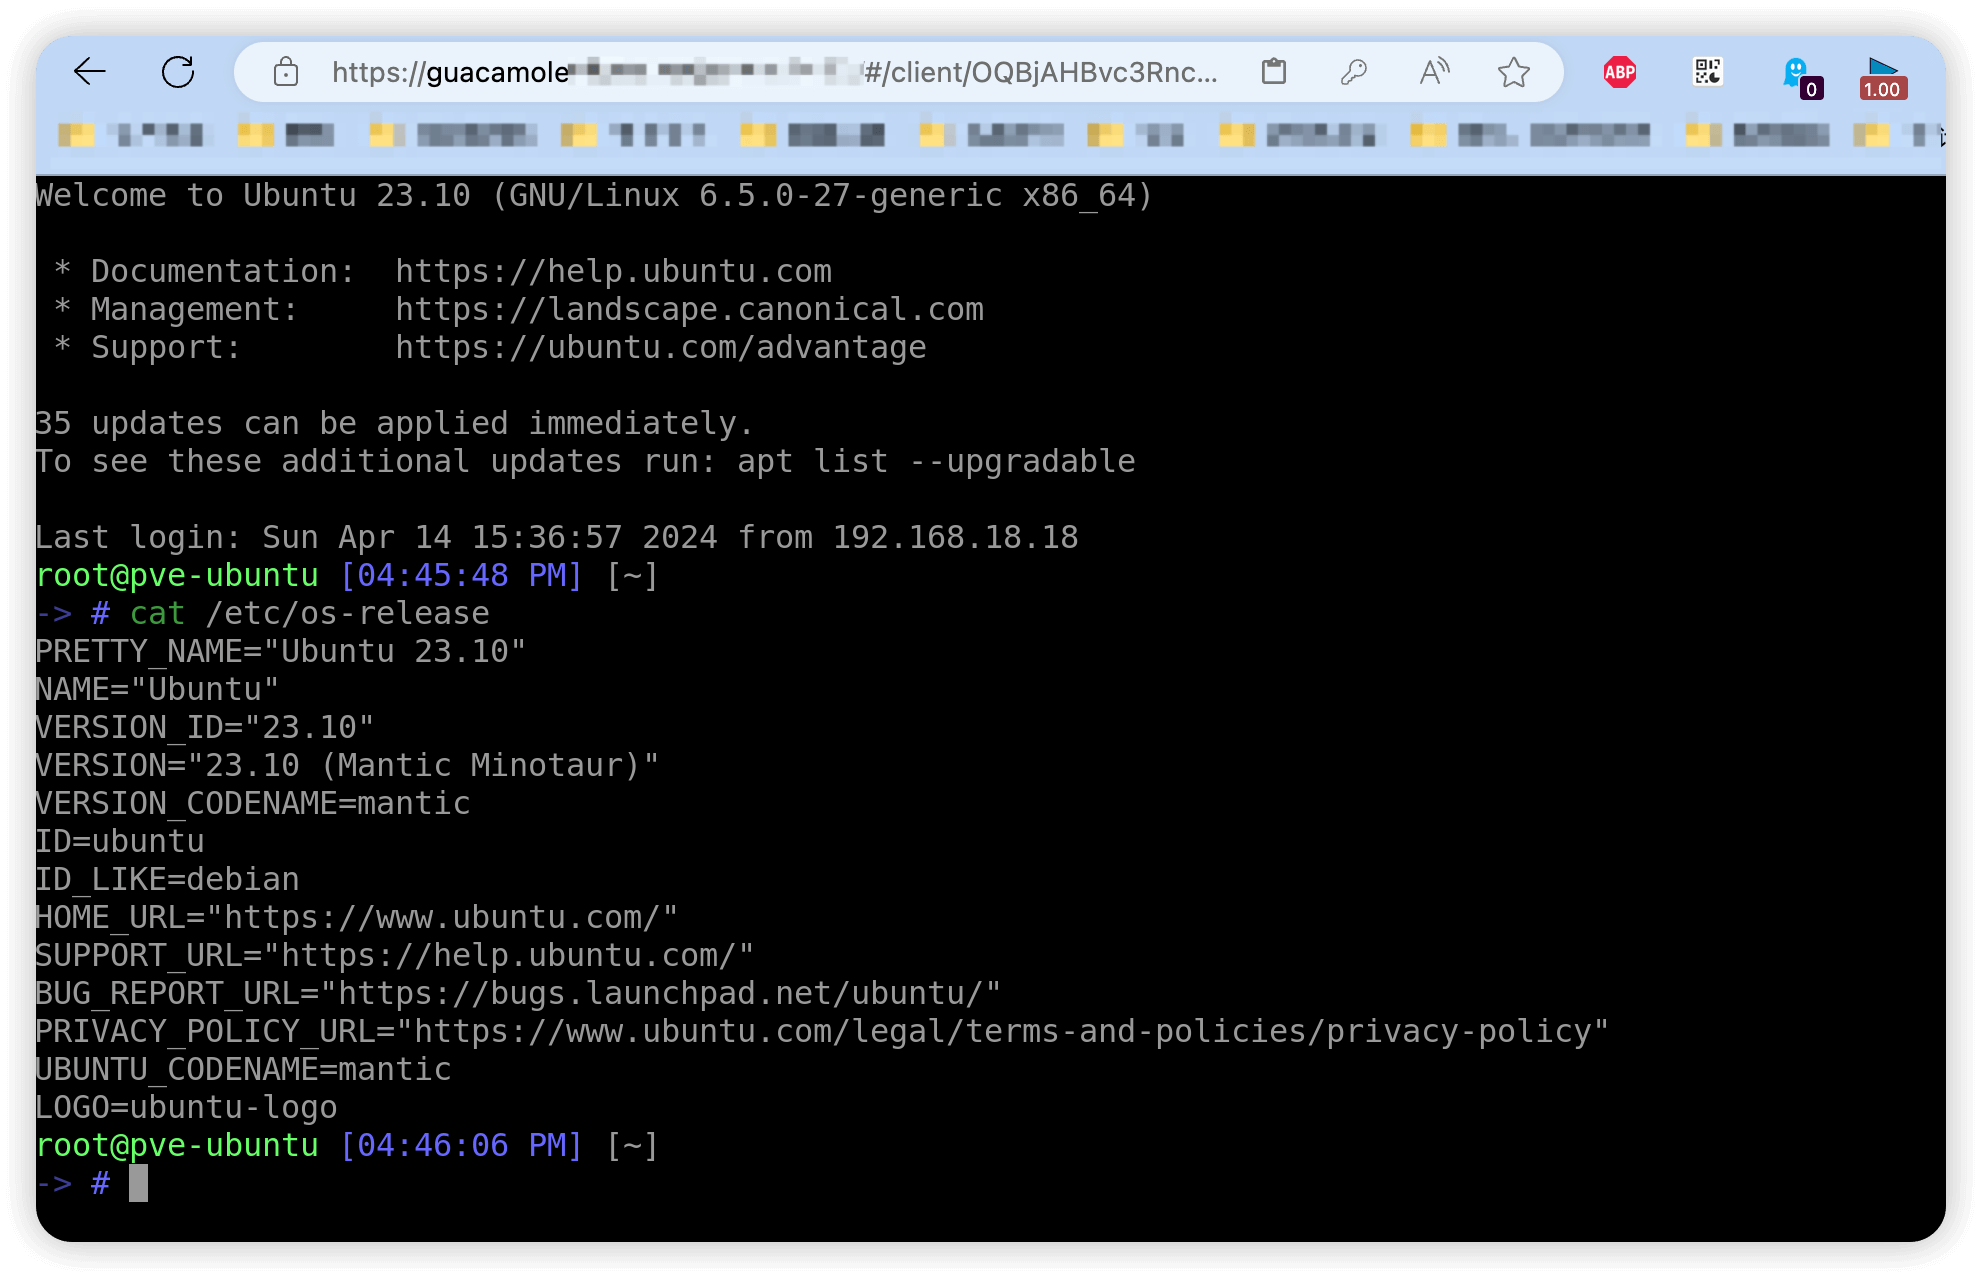 https://guacamole #/client/OQBjAHBvc3Rnc...
ABP
0
1.00
Welcome to Ubuntu 23.10 (GNU/Linux 6.5.0-27-generic x86_64)
* Documentation:  https://help.ubuntu.com
* Management:     https://landscape.canonical.com
* Support:        https://ubuntu.com/advantage
35 updates can be applied immediately.
To see these additional updates run: apt list --upgradable
Last login: Sun Apr 14 15:36:57 2024 from 192.168.18.18
root@pve-ubuntu [04:45:48 PM] [~]
-> # cat /etc/os-release
PRETTY_NAME="Ubuntu 23.10"
NAME="Ubuntu"
VERSION_ID="23.10"
VERSION="23.10 (Mantic Minotaur)"
VERSION_CODENAME=mantic
ID=ubuntu
ID_LIKE=debian
HOME_URL="https://www.ubuntu.com/"
SUPPORT_URL="https://help.ubuntu.com/"
BUG_REPORT_URL="https://bugs.launchpad.net/ubuntu/"
PRIVACY_POLICY_URL="https://www.ubuntu.com/legal/terms-and-policies/privacy-policy"
UBUNTU_CODENAME=mantic
LOGO=ubuntu-logo
root@pve-ubuntu [04:46:06 PM] [~]
-> #